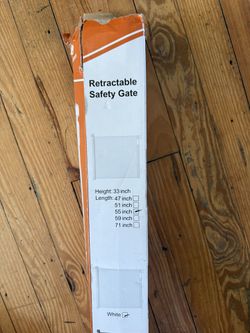 Retractable
Safety Gate
Height: 33 inch
Length: 47 inch
51 inch
55 inch
59 inch
71 inch
White